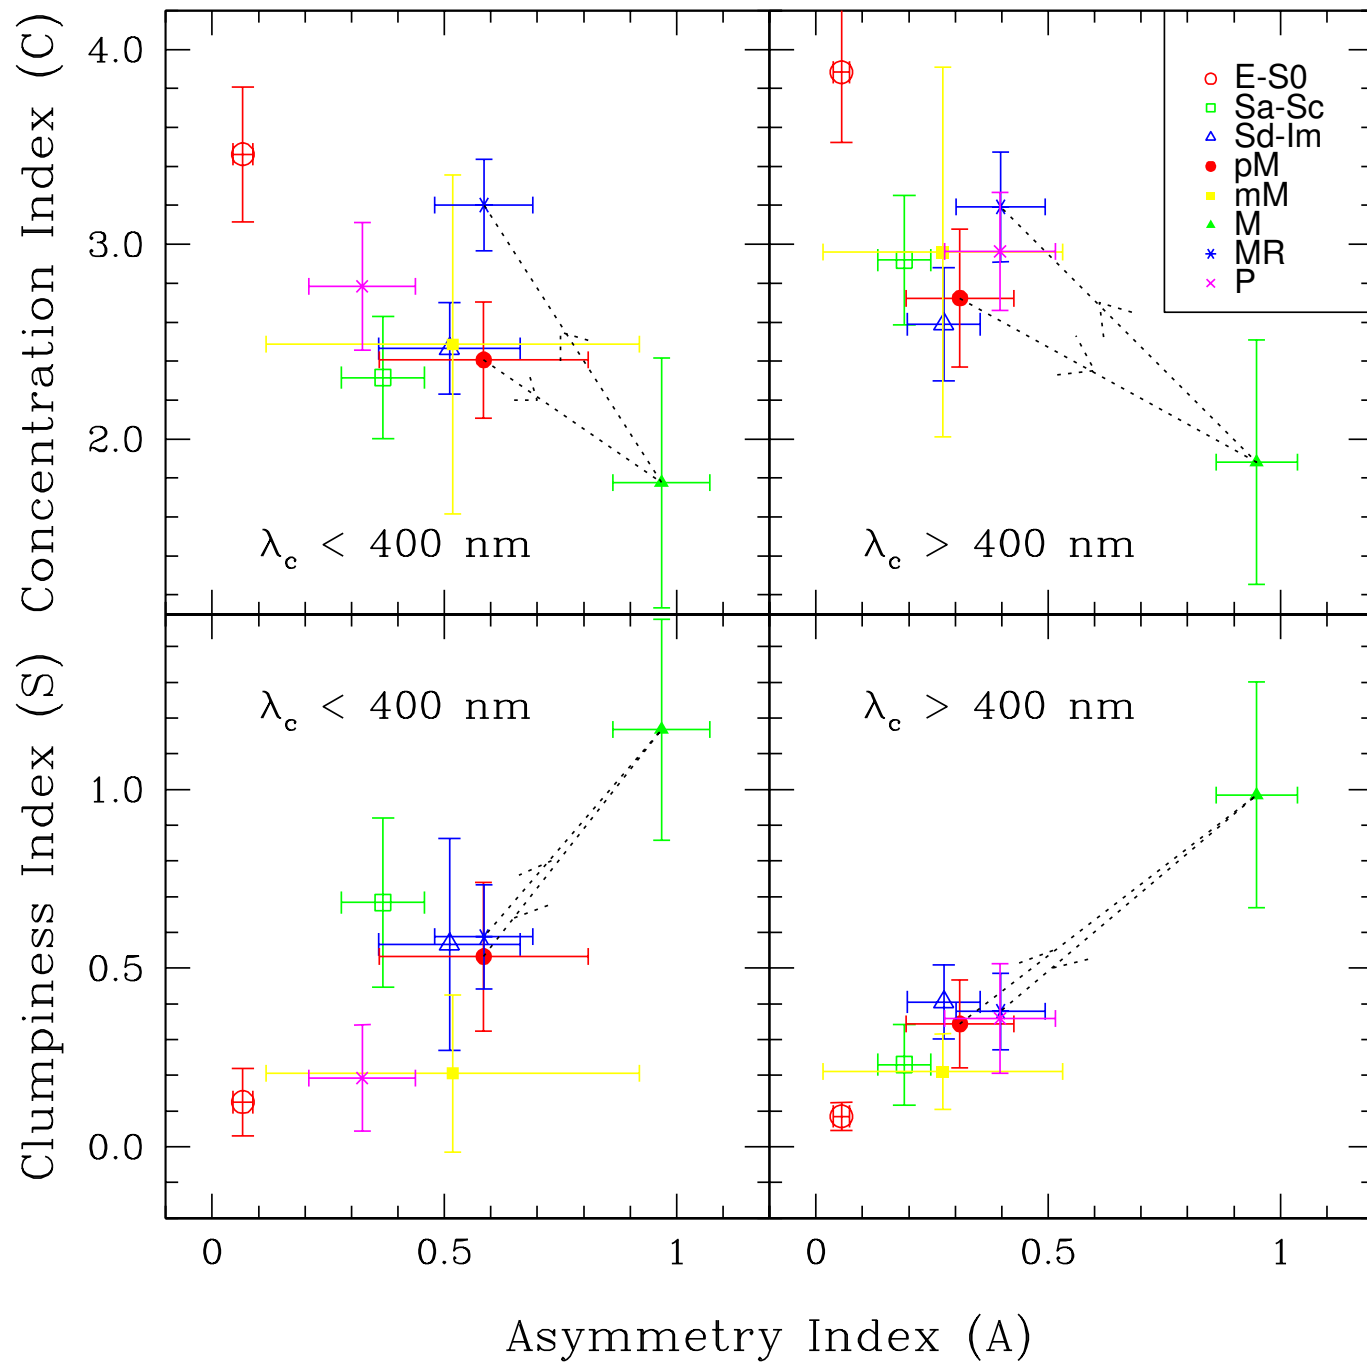 Concentration Index (C)
4.0
3.0
2.0
λc < 400 nm
λc > 400 nm
E-S0
Sa-Sc
Sd-Im
pM
mM
M
MR
P
Clumpiness Index (S)
1.0
0.5
0.0
λc < 400 nm
λc > 400 nm
0 0.5 1 0 0.5 1
Asymmetry Index (A)